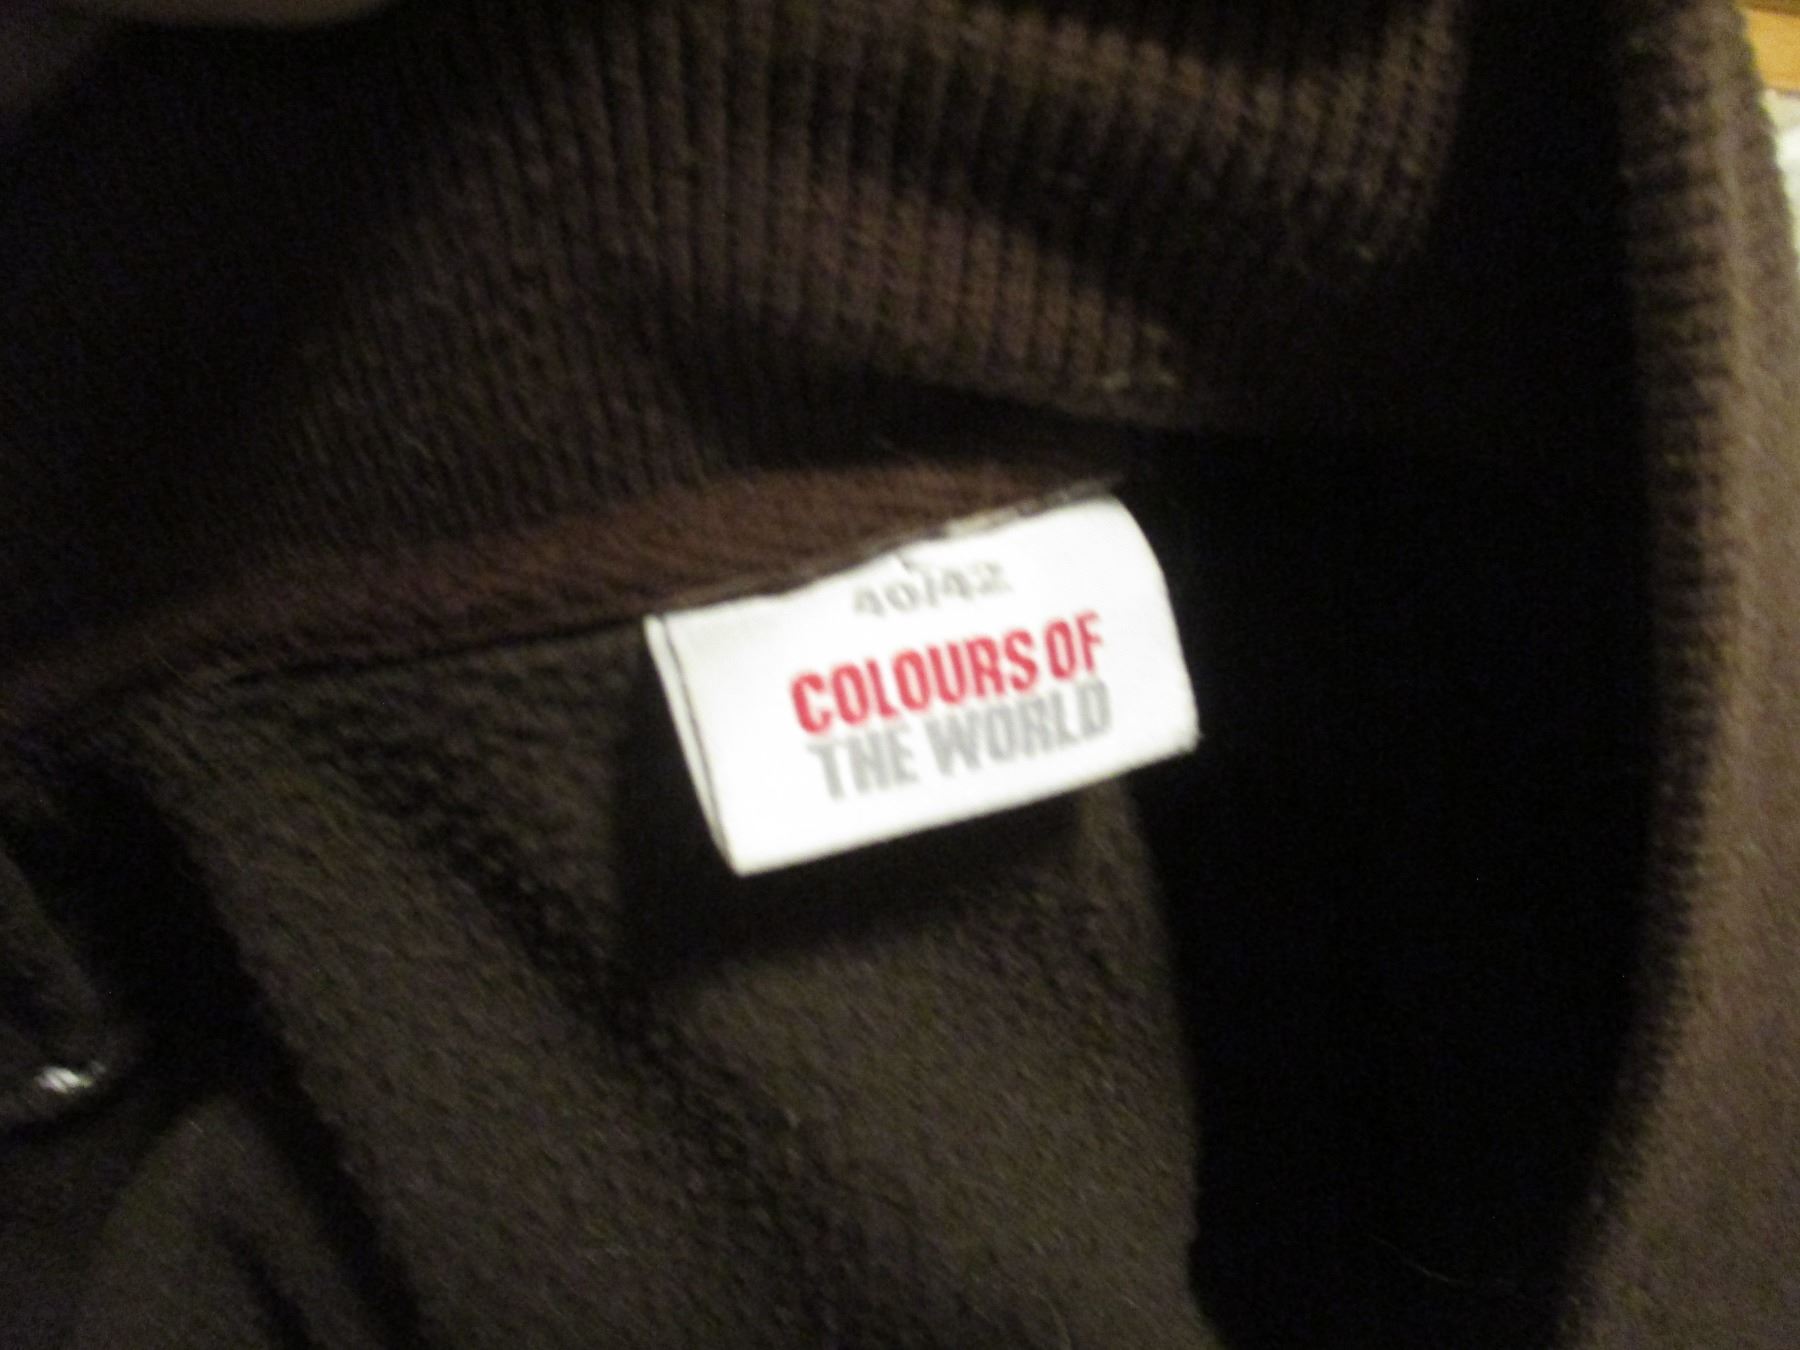 40/42
COLOURS OF
THE WORLD